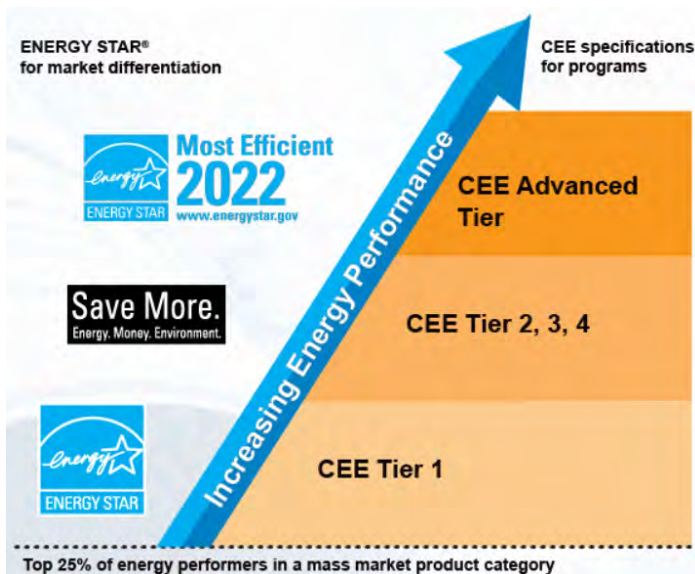 ENERGY STAR®
for market differentiation
CEE specifications
for programs
energy
ENERGY STAR
Most Efficient
2022
www.energystar.gov
CEE Advanced
Tier
Increasing Energy Performance
Save More.
Energy. Money. Environment.
CEE Tier 2, 3, 4
energy
ENERGY STAR
CEE Tier 1
Top 25% of energy performers in a mass market product category